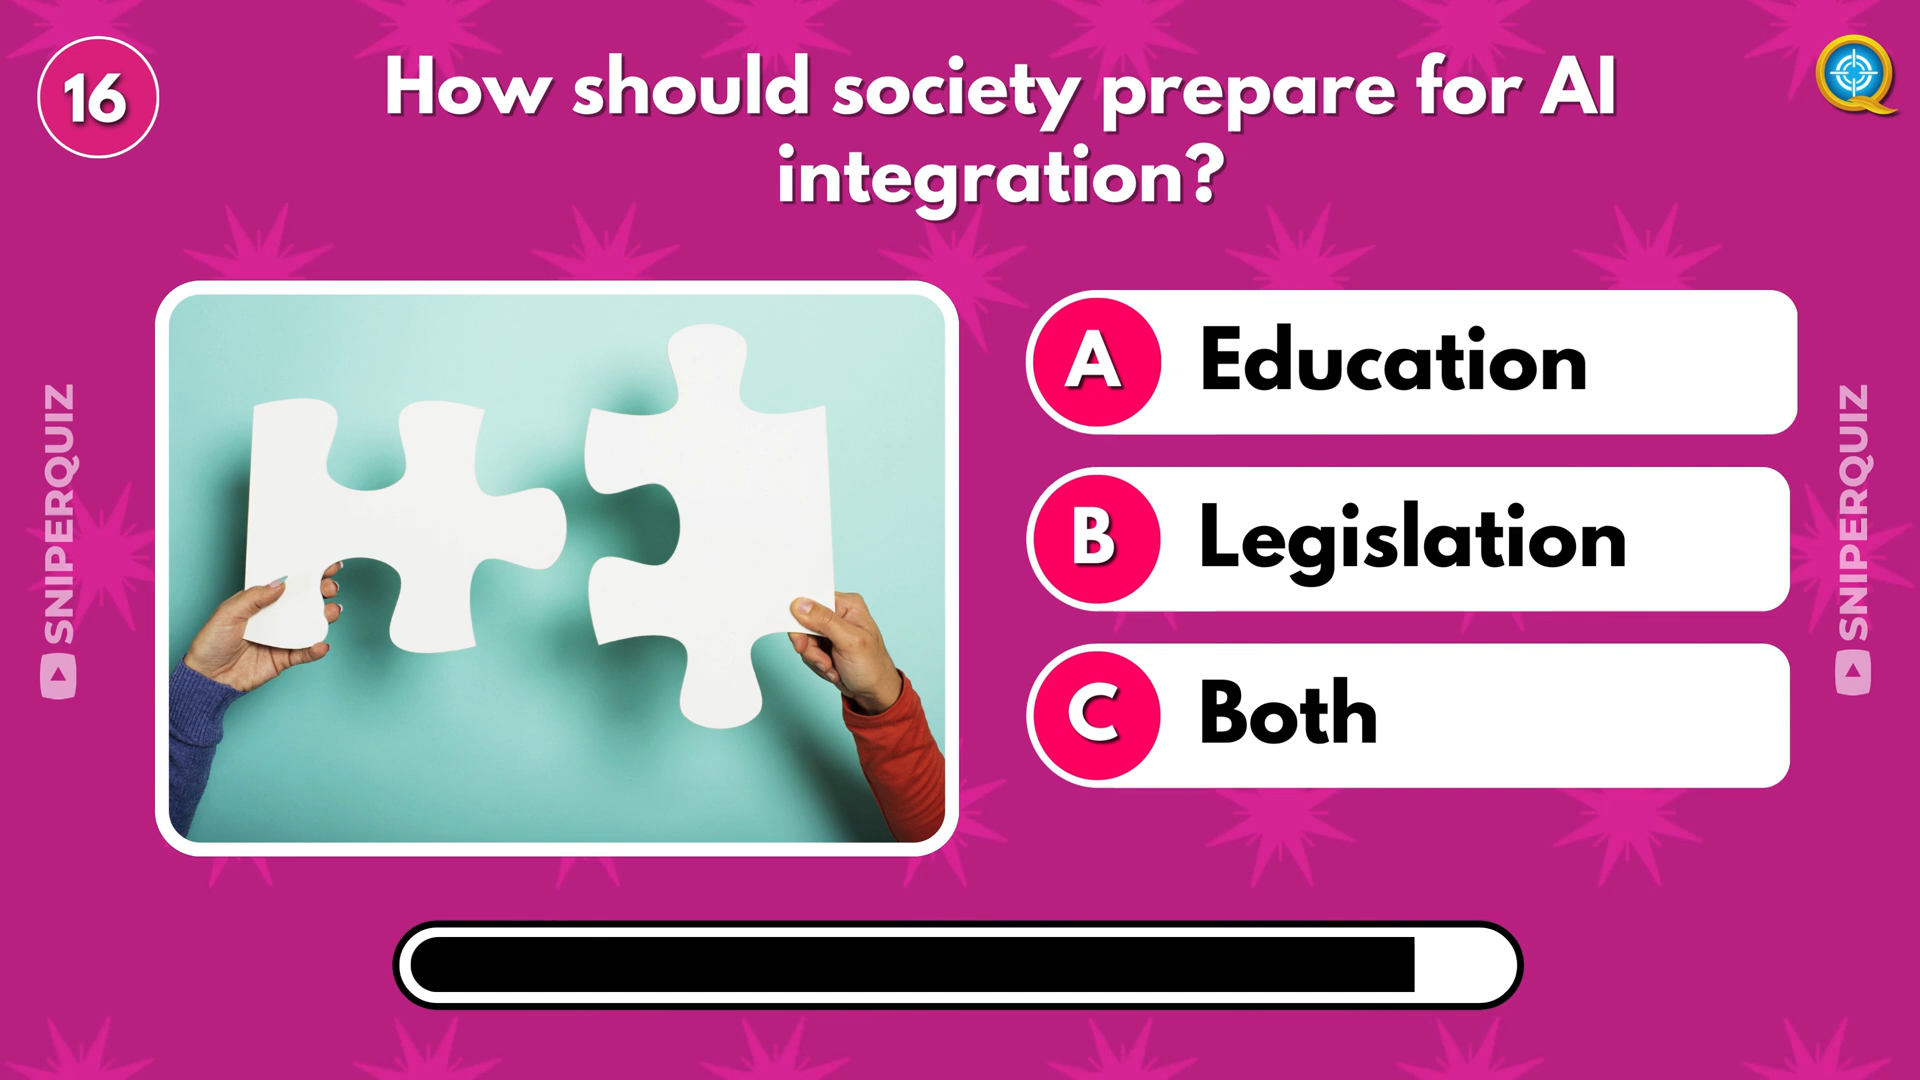 16
How should society prepare for AI
integration?
A Education
B Legislation
C Both
SNIPERQUIZ
SNIPERQUIZ